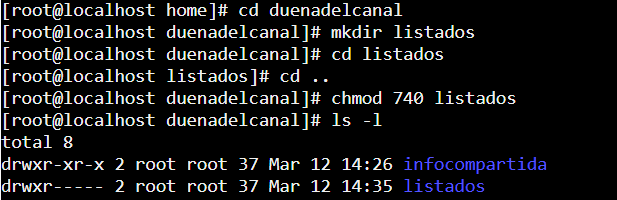 [root@localhost home]# cd duenadelcanal
[root@localhost duenadelcanal]# mkdir listados
[root@localhost duenadelcanal]# cd listados
[root@localhost listados]# cd ..
[root@localhost duenadelcanal]# chmod 740 listados
[root@localhost duenadelcanal]# ls -l
total 8
drwxr-xr-x 2 root root 37 Mar 12 14:26 infocompartida
drwxr----- 2 root root 37 Mar 12 14:35 listados